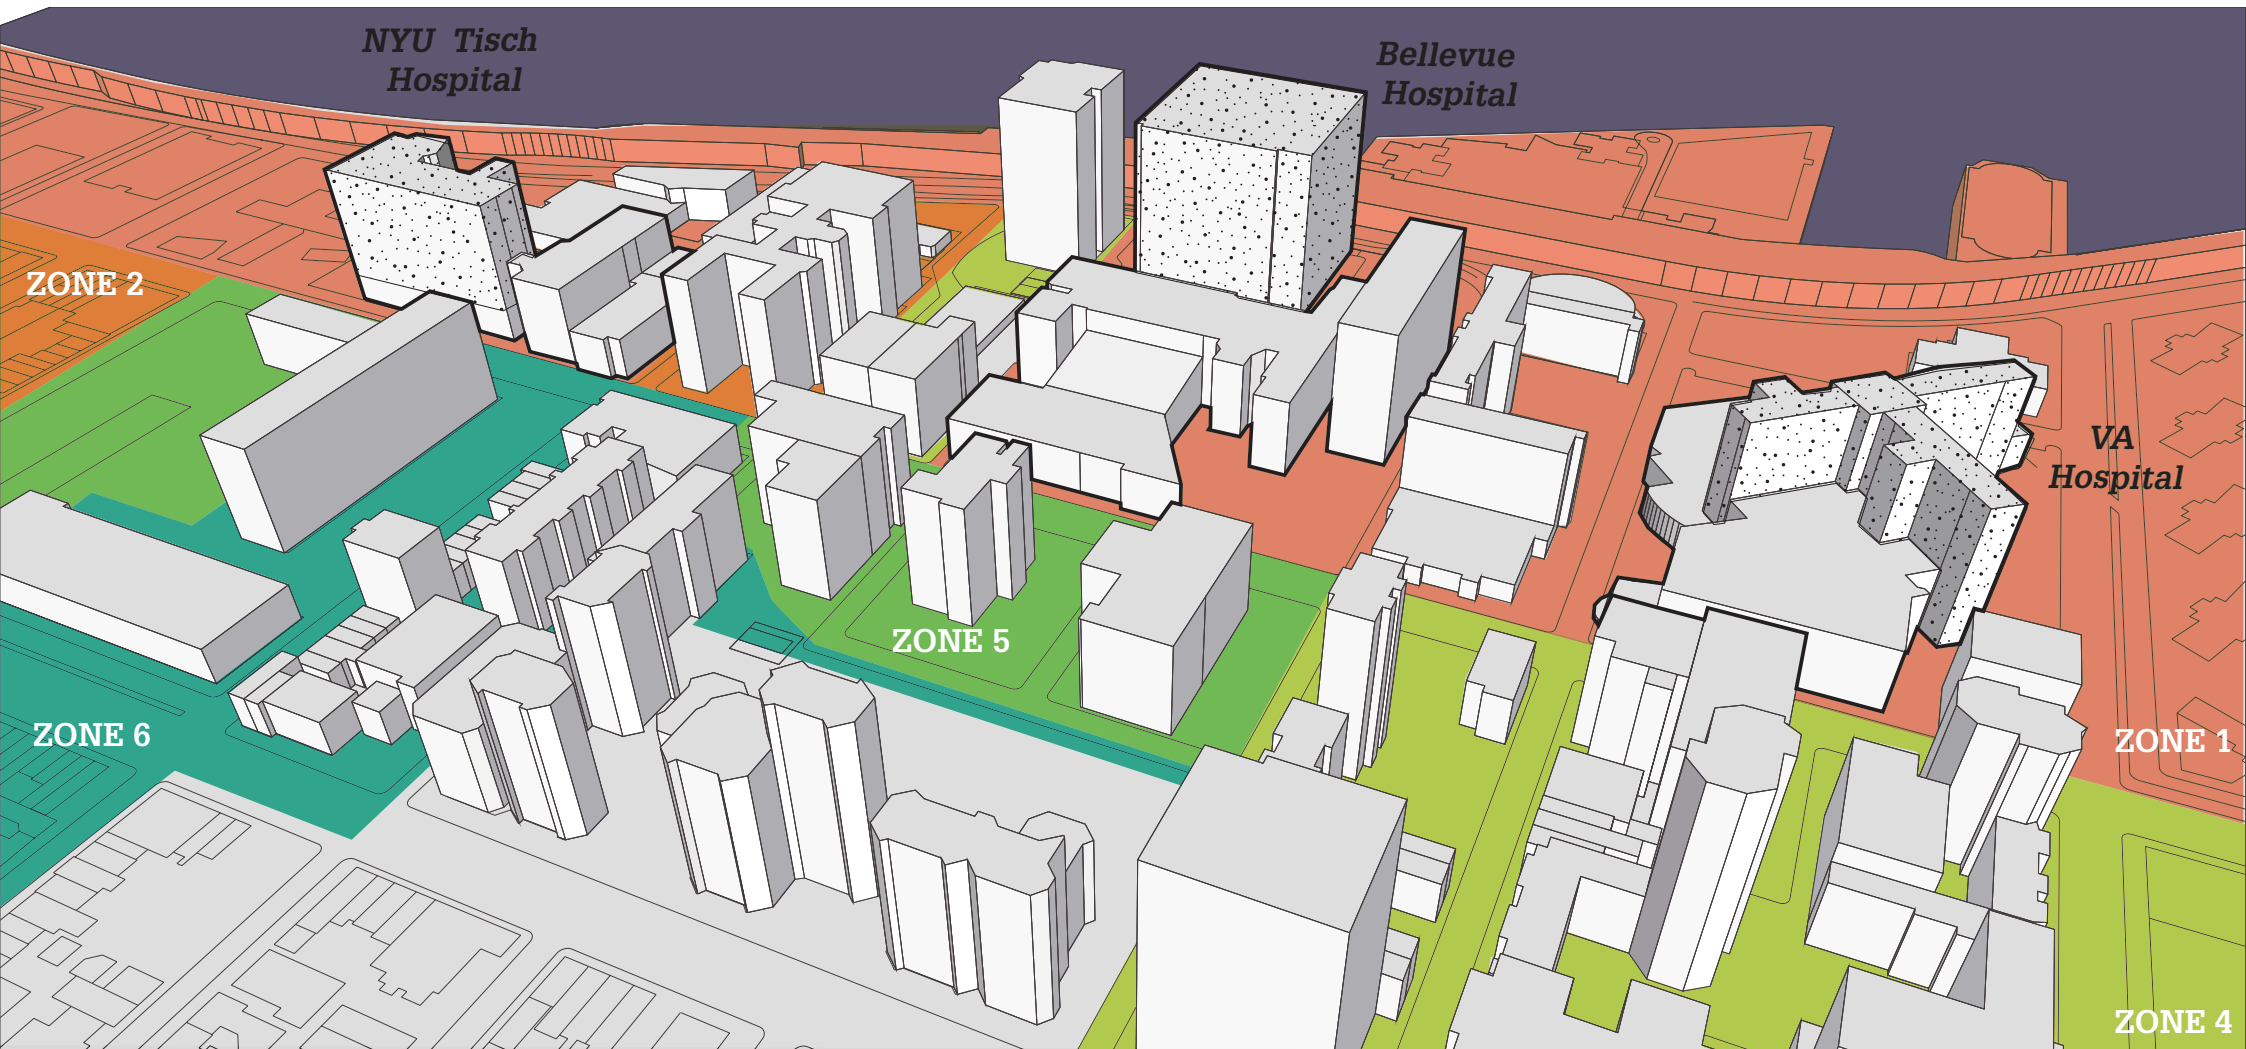 NYU Tisch
Hospital
Bellevue
Hospital
ZONE 2
VA
Hospital
ZONE 5
ZONE 6
ZONE 1
ZONE 4